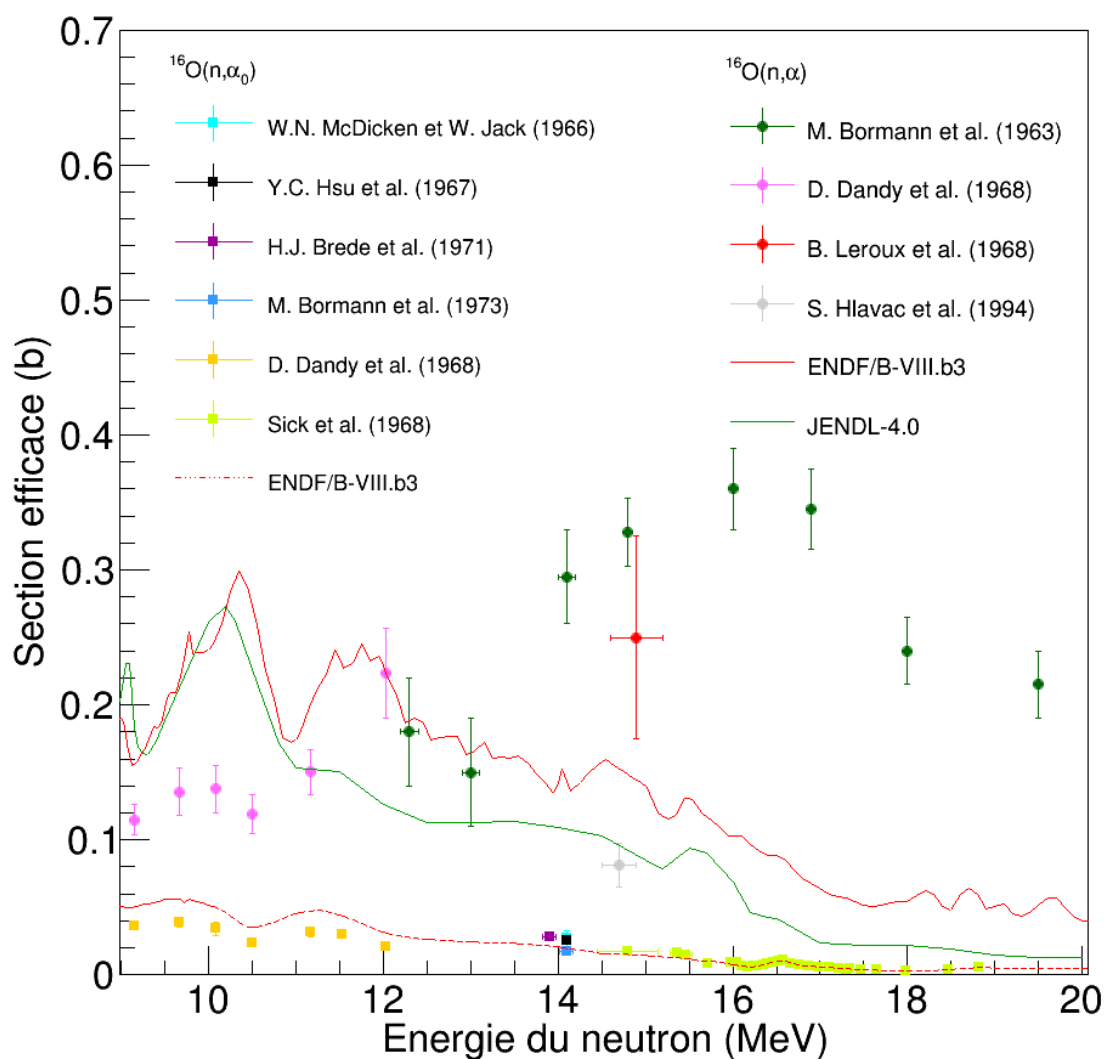 Section efficace (b)
0.7
0.6
0.5
0.4
0.3
0.2
0.1
0
¹⁶O(n,α₀)
W.N. McDicken et W. Jack (1966)
Y.C. Hsu et al. (1967)
H.J. Brede et al. (1971)
M. Bormann et al. (1973)
D. Dandy et al. (1968)
Sick et al. (1968)
ENDF/B-VIII.b3
¹⁶O(n,α)
M. Bormann et al. (1963)
D. Dandy et al. (1968)
B. Leroux et al. (1968)
S. Hlavac et al. (1994)
ENDF/B-VIII.b3
JENDL-4.0
10 12 14 16 18 20
Energie du neutron (MeV)